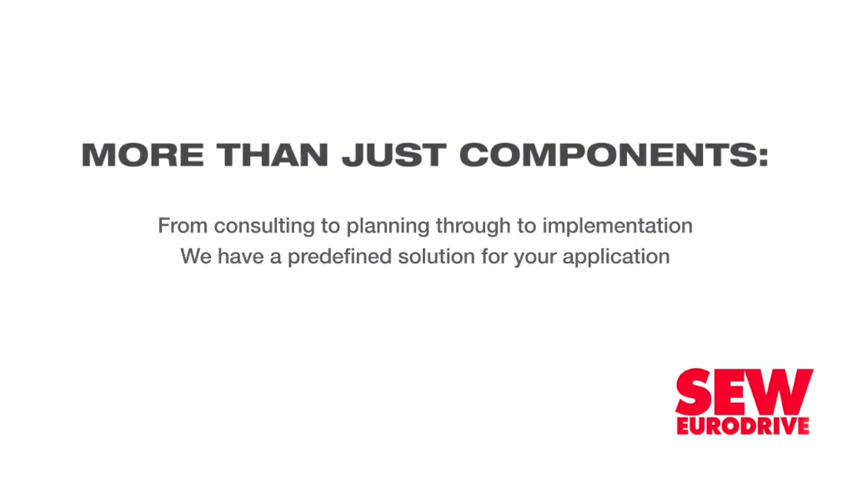 MORE THAN JUST COMPONENTS:
From consulting to planning through to implementation
We have a predefined solution for your application
SEW
EURODRIVE